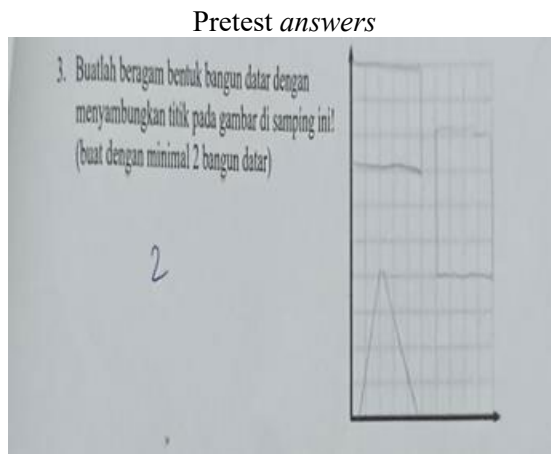 Pretest answers
3. Buatlah beragam bentuk bangun datar dengan
menyambungkan titik pada gambar di samping ini!
(buat dengan minimal 2 bangun datar)
2